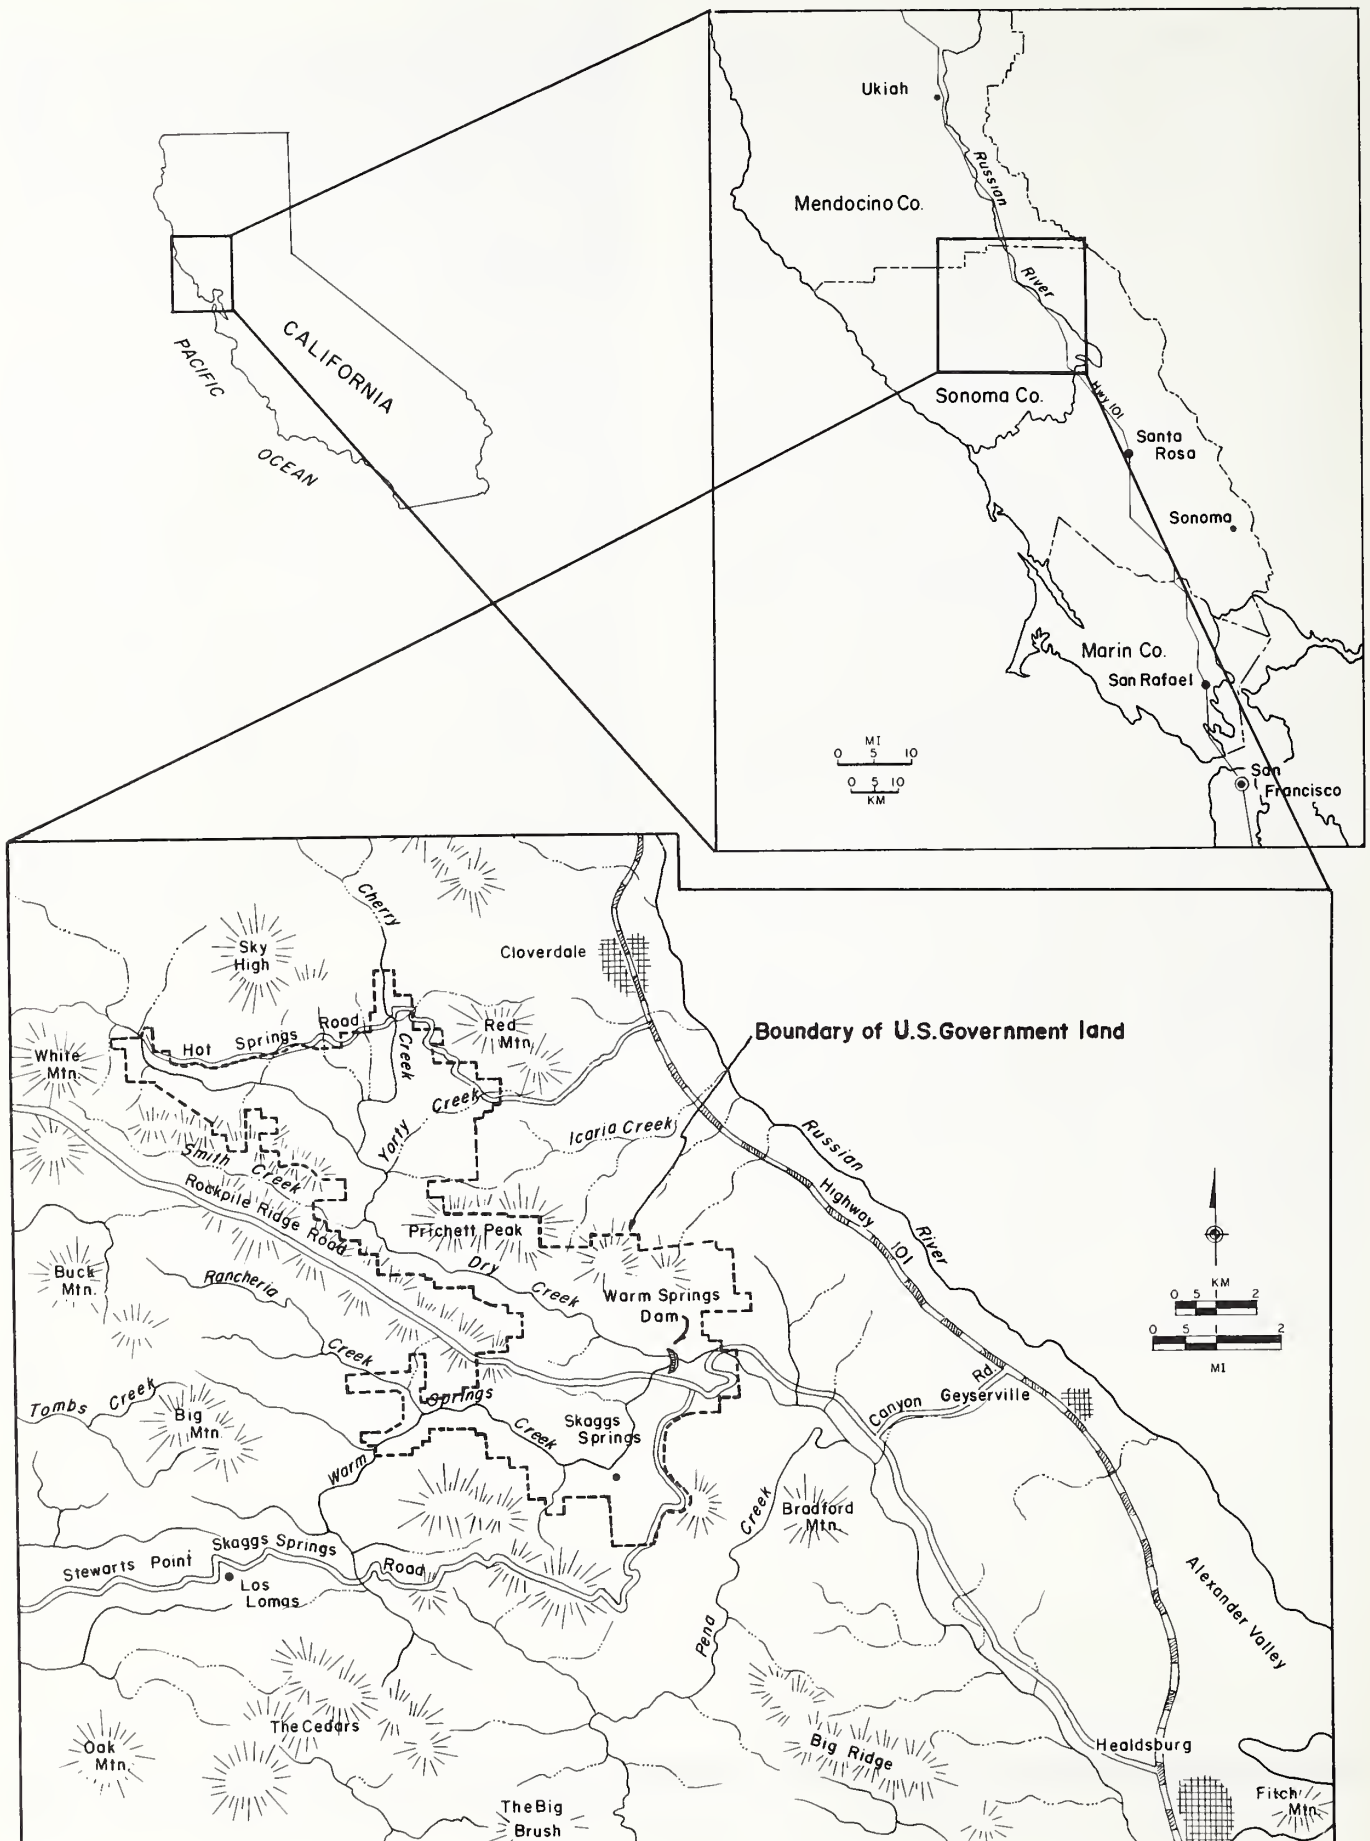 CALIFORNIA
PACIFIC
OCEAN
Ukiah
Russian
River
Mendocino Co.
Sonoma Co.
Hwy 101
Santa
Rosa
Sonoma
Marin Co.
San Rafael
San
Francisco
MI
0 5 10
0 5 10
KM
Cherry
Creek
Sky
High
Cloverdale
Hot Springs Road
Red
Mtn.
White
Mtn.
Boundary of U.S.Government land
Yorty
Creek
Icaria Creek
Smith Creek
Rockpile Ridge Road
Prichett Peak
Russian
River
Highway 101
Buck
Mtn.
Rancheria
Creek
Dry
Creek
Warm Springs
Dam
KM
0 5 1 2
0 5 1 2
MI
Tombs Creek
Big
Mtn.
Warm
Springs
Creek
Skaggs
Springs
Canyon Rd.
Geyserville
Pena
Creek
Bradford
Mtn.
Stewarts Point Skaggs Springs Road
Los
Lomas
Alexander Valley
The Cedars
Oak
Mtn.
Big Ridge
Healdsburg
The Big
Brush
Fitch
Mtn.